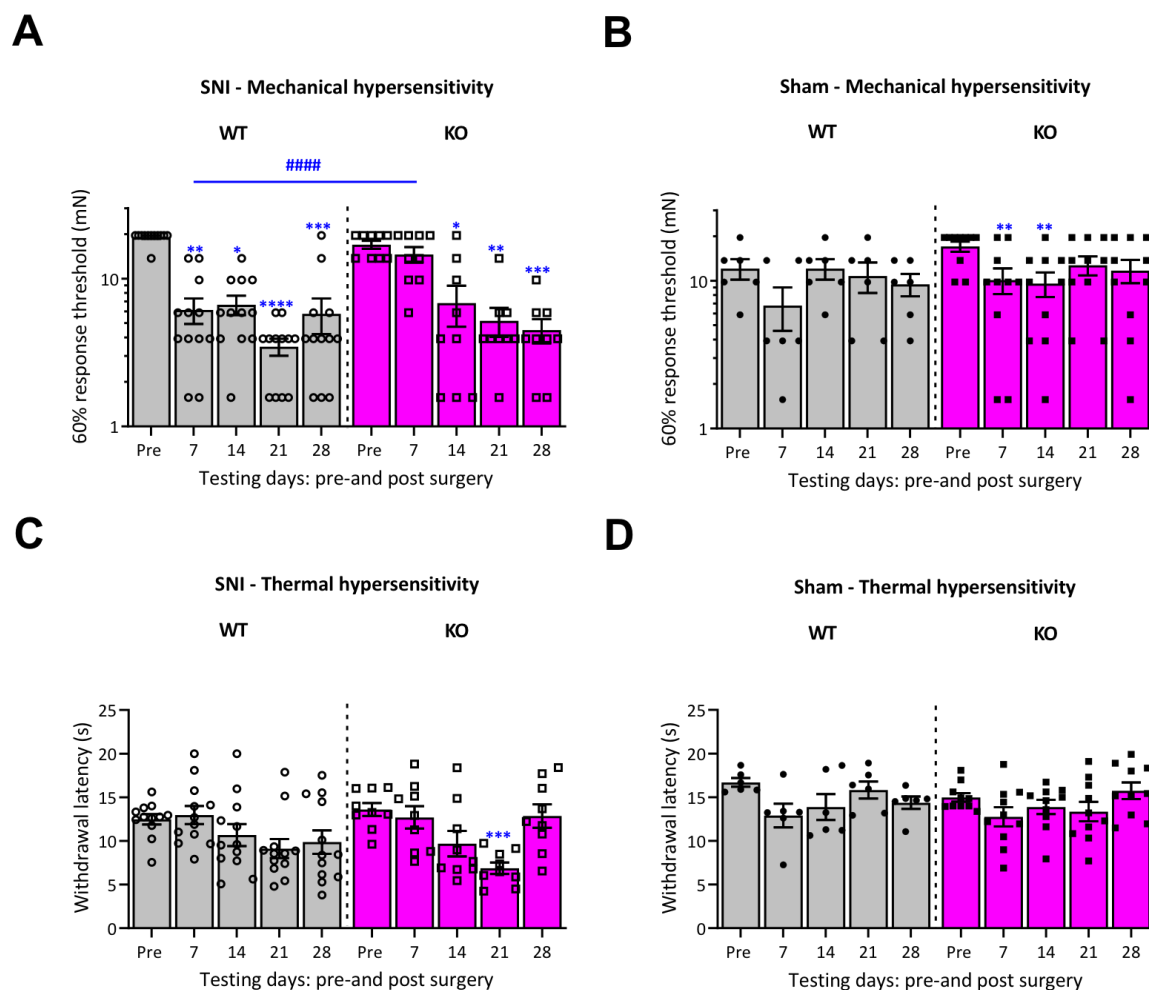 A
SNI - Mechanical hypersensitivity
WT
KO
####
60% response threshold (mN)
10
1
**
*
****
***
*
**
***
Pre 7 14 21 28 Pre 7 14 21 28
Testing days: pre-and post surgery
B
Sham - Mechanical hypersensitivity
WT
KO
60% response threshold (mN)
10
1
**
**
Pre 7 14 21 28 Pre 7 14 21 28
Testing days: pre-and post surgery
C
SNI - Thermal hypersensitivity
WT
KO
Withdrawal latency (s)
25
20
15
10
5
0
***
Pre 7 14 21 28 Pre 7 14 21 28
Testing days: pre-and post surgery
D
Sham - Thermal hypersensitivity
WT
KO
Withdrawal latency (s)
25
20
15
10
5
0
Pre 7 14 21 28 Pre 7 14 21 28
Testing days: pre-and post surgery